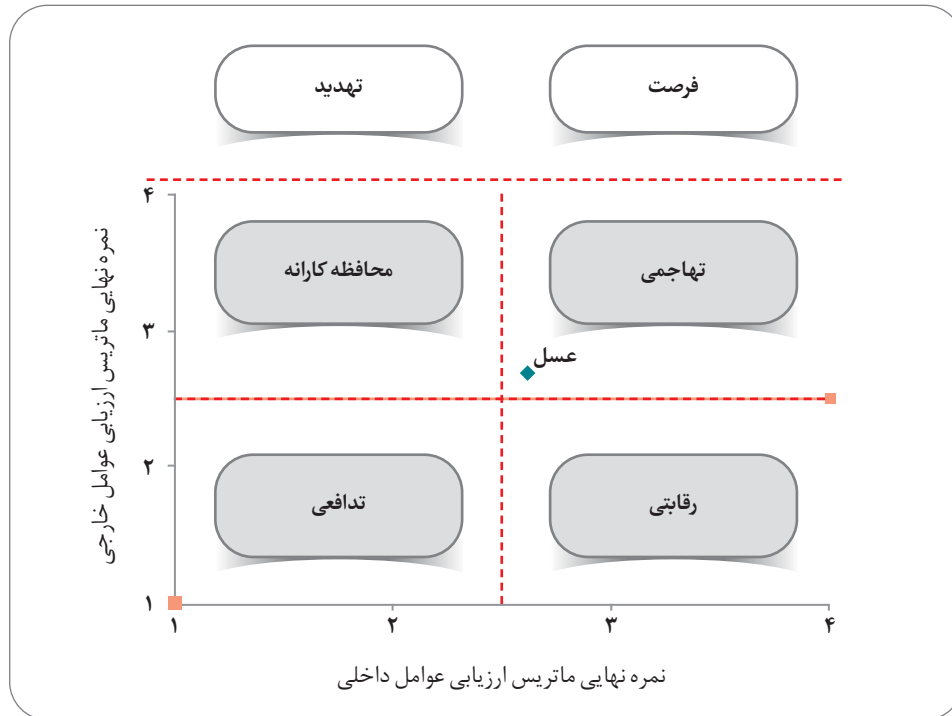 فرصت
تهدید
نمره نهایی ماتریس ارزیابی عوامل خارجی
۴
۳
۲
۱
تهاجمی
محافظه کارانه
عسل
رقابتی
تدافعی
۱
۲
۳
۴
نمره نهایی ماتریس ارزیابی عوامل داخلی